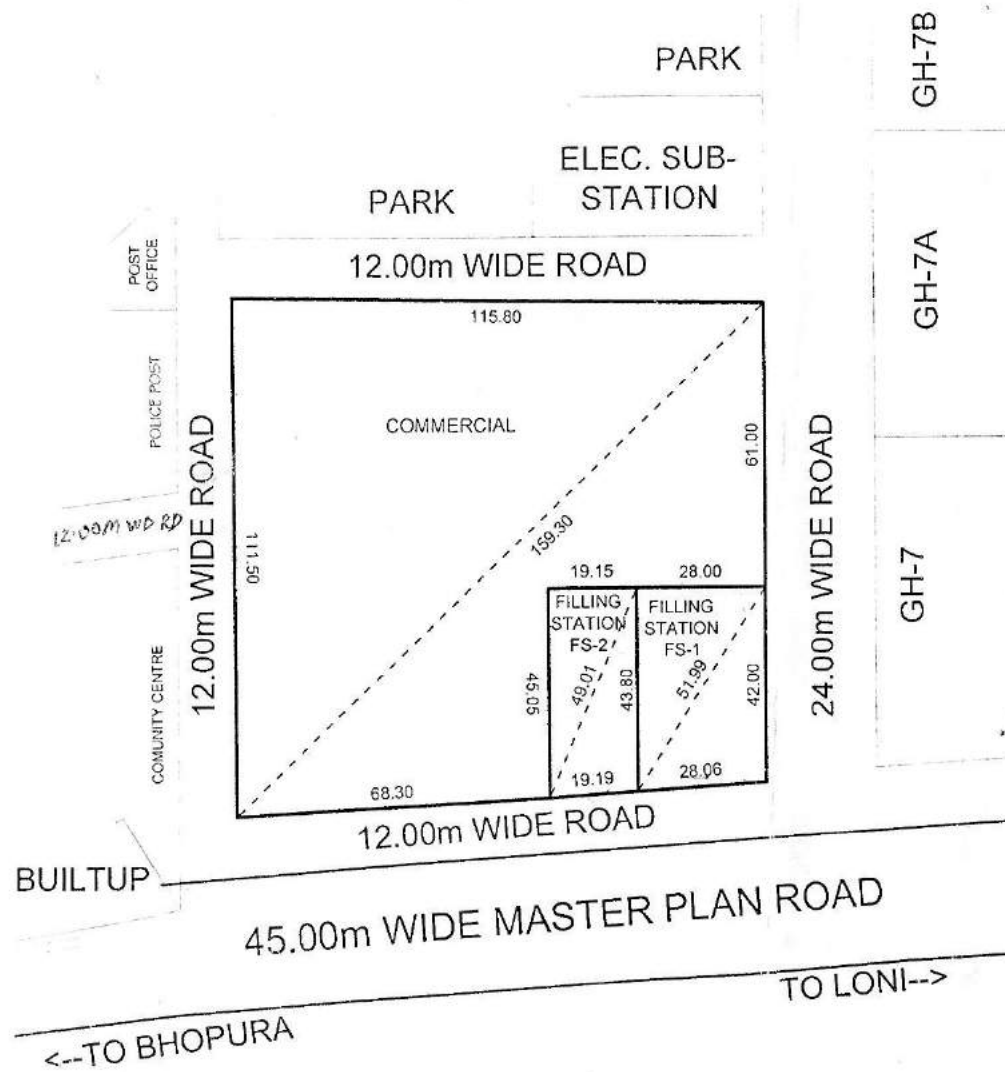 PARK
GH-7B
ELEC. SUB-
STATION
PARK
POST
OFFICE
12.00m WIDE ROAD
GH-7A
115.80
POLICE POST
COMMERCIAL
61.00
12.00m WIDE ROAD
24.00m WIDE ROAD
12.00M WD RD
111.50
159.30
GH-7
19.15
28.00
FILLING
STATION
FS-2
FILLING
STATION
FS-1
COMUNITY CENTRE
45.05
49.01
43.80
51.99
42.00
68.30
19.19
28.06
12.00m WIDE ROAD
BUILTUP
45.00m WIDE MASTER PLAN ROAD
TO LONI-->
<--TO BHOPURA